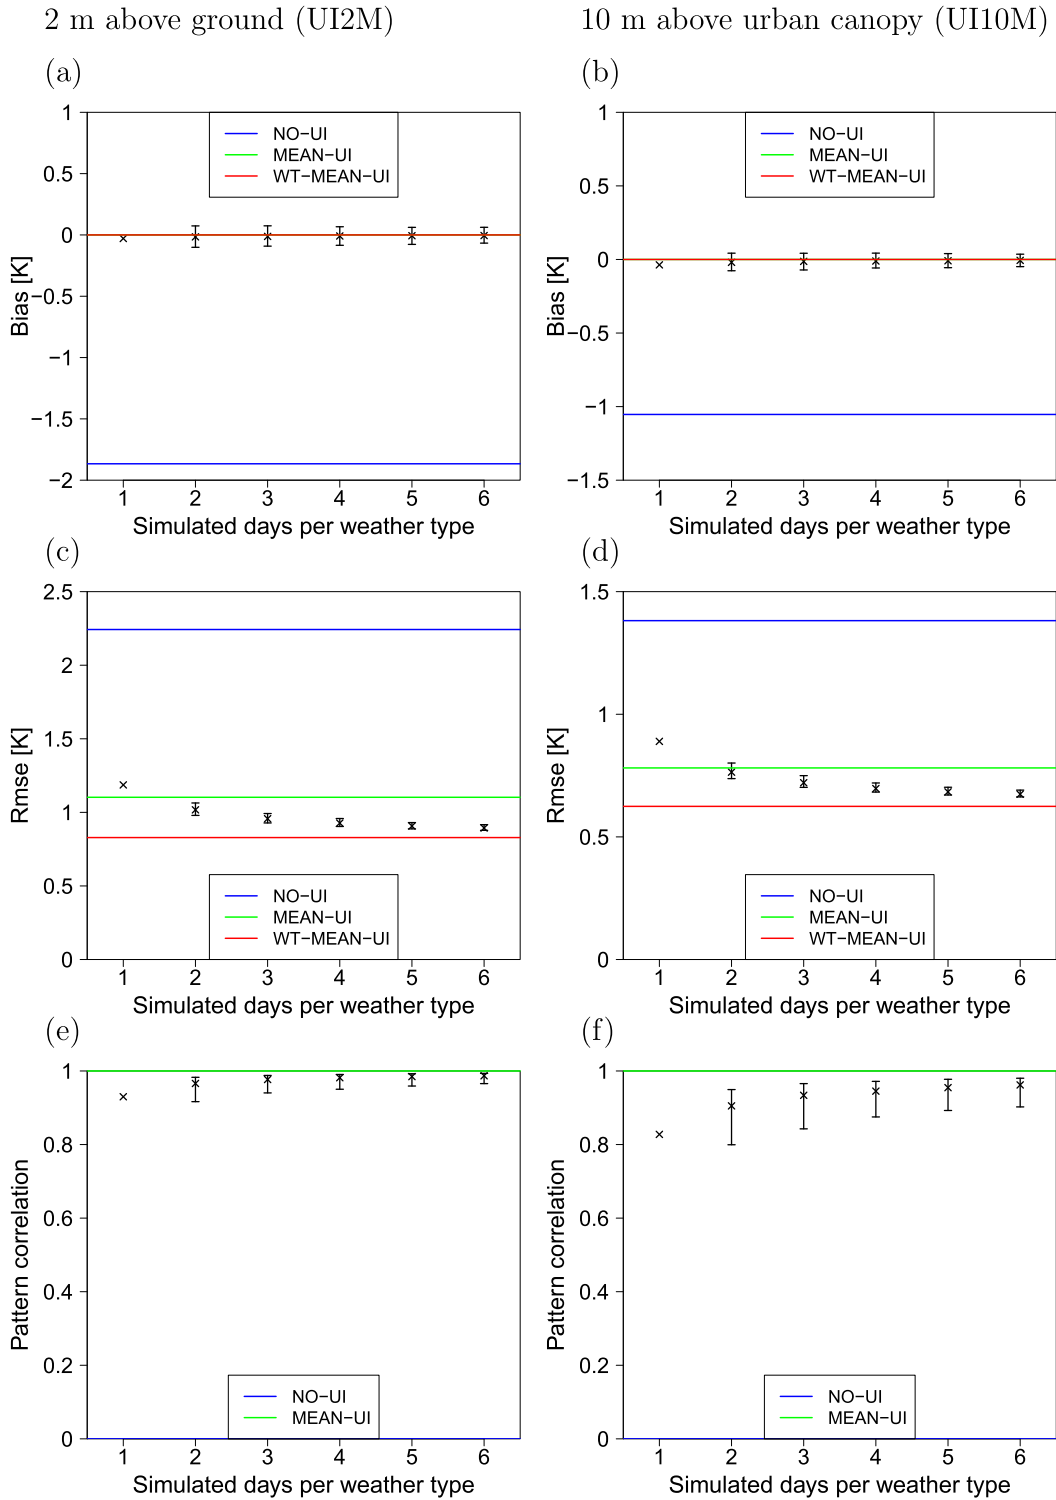 2 m above ground (UI2M)
10 m above urban canopy (UI10M)
(a)
1
0.5
0
−0.5
−1
−1.5
−2
Bias [K]
NO−UI
MEAN−UI
WT−MEAN−UI
1 2 3 4 5 6
Simulated days per weather type
(b)
1
0.5
0
−0.5
−1
−1.5
Bias [K]
NO−UI
MEAN−UI
WT−MEAN−UI
1 2 3 4 5 6
Simulated days per weather type
(c)
2.5
2
1.5
1
0.5
0
Rmse [K]
NO−UI
MEAN−UI
WT−MEAN−UI
1 2 3 4 5 6
Simulated days per weather type
(d)
1.5
1
0.5
0
Rmse [K]
NO−UI
MEAN−UI
WT−MEAN−UI
1 2 3 4 5 6
Simulated days per weather type
(e)
1
0.8
0.6
0.4
0.2
0
Pattern correlation
NO−UI
MEAN−UI
1 2 3 4 5 6
Simulated days per weather type
(f)
1
0.8
0.6
0.4
0.2
0
Pattern correlation
NO−UI
MEAN−UI
1 2 3 4 5 6
Simulated days per weather type